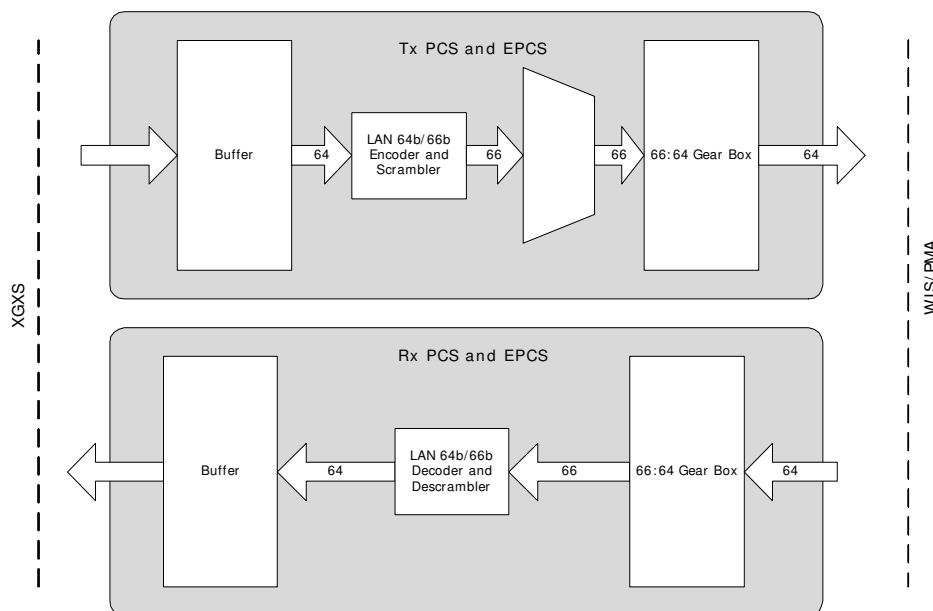 Tx PCS and EPCS
Buffer
64
LAN 64b/66b
Encoder and
Scrambler
66
66
66:64 Gear Box
64
XGXS
WIS/PMA
Rx PCS and EPCS
Buffer
64
LAN 64b/66b
Decoder and
Descrambler
66
66:64 Gear Box
64